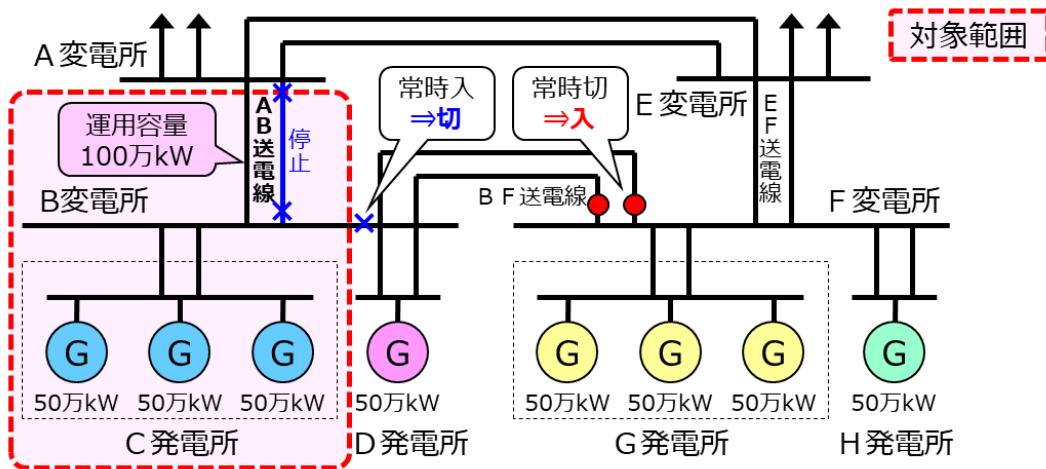 Ａ変電所
対象範囲
常時入
⇒切
常時切
⇒入
Ｅ変電所
運用容量
100万kW
ＡＢ送電線
停止
ＥＦ送電線
B変電所
ＢＦ送電線
Ｆ変電所
G
G
G
G
G
G
G
G
50万kW
50万kW
50万kW
50万kW
50万kW
50万kW
50万kW
50万kW
Ｃ発電所
Ｄ発電所
Ｇ発電所
Ｈ発電所